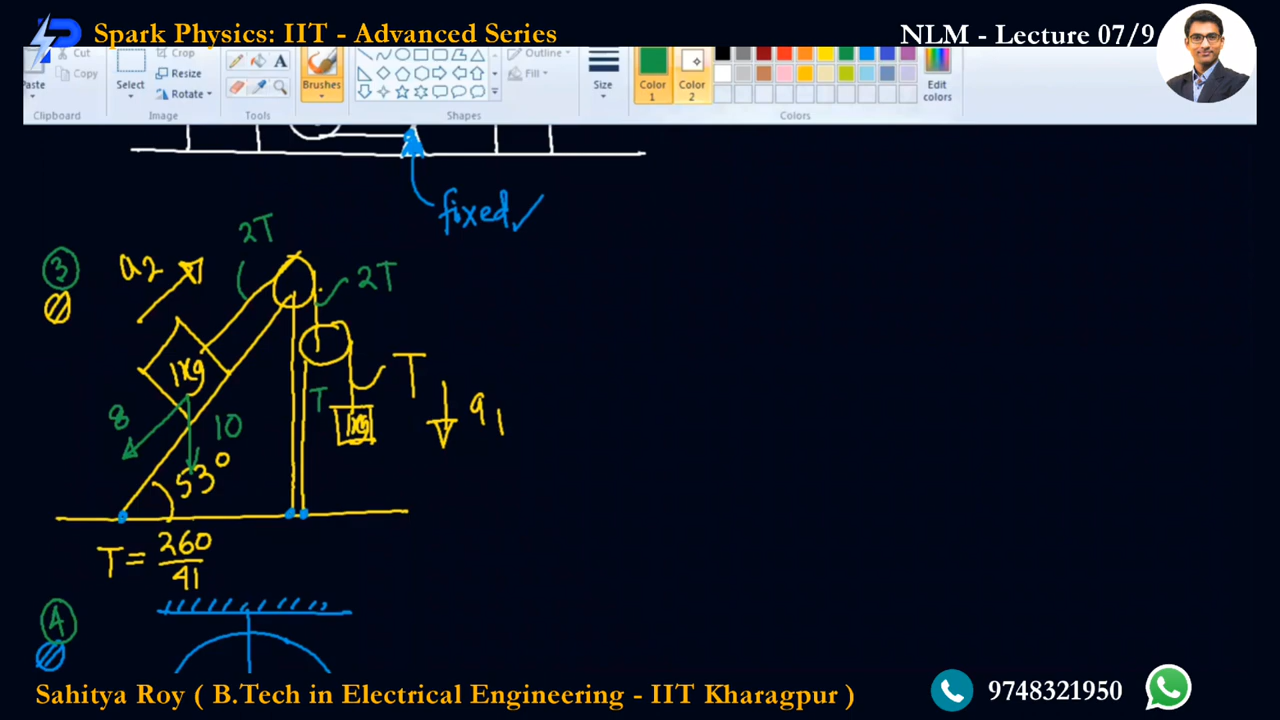 Spark Physics: IIT - Advanced Series
NLM - Lecture 07/9
Cut
Copy
Paste
Clipboard
Select
Crop
Resize
Rotate
Image
A
Tools
Brushes
Shapes
Outline
Fill
Size
Color 1
Color 2
Edit colors
Colors
fixed ✓
3
a2
2T
2T
1kg
T
T
1kg
a1
8
10
53°
T = 260/41
4
Sahitya Roy ( B.Tech in Electrical Engineering - IIT Kharagpur )
9748321950